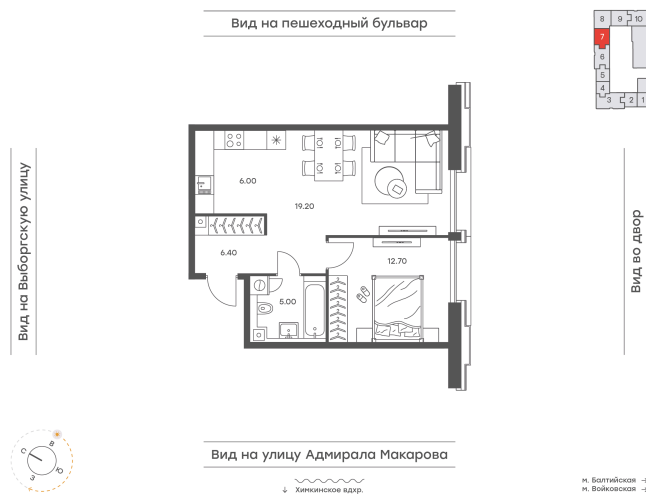 Вид на пешеходный бульвар
8 9 10
7
6
5
4
3 2 1
Вид на Выборгскую улицу
6.00
19.20
6.40
12.70
5.00
Вид во двор
В
С
Ю
З
Вид на улицу Адмирала Макарова
↓ Химкинское вдхр.
м. Балтийская
м. Войковская